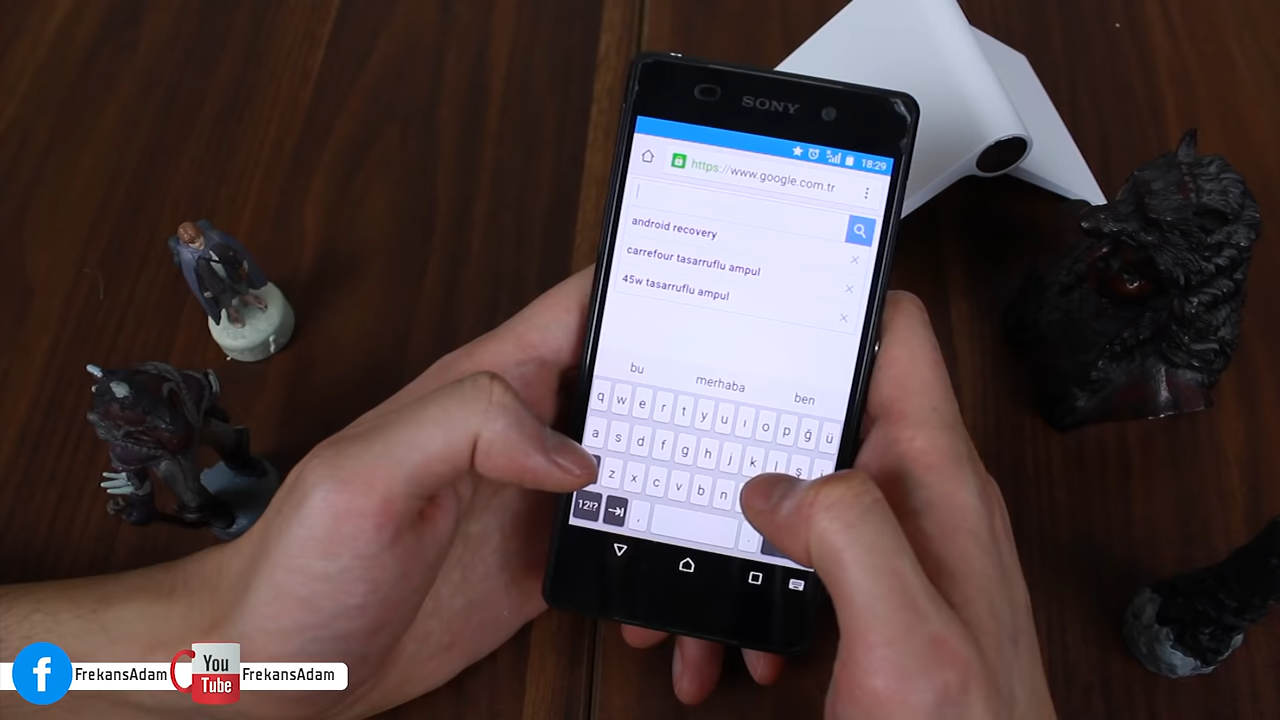 SONY
18:29
https://www.google.com.tr
android recovery
carrefour tasarruflu ampul
45w tasarruflu ampul
bu merhaba ben
q w e r t y u ı o p ğ ü
a s d f g h j k l ş
z x c v b n
12!? , .
FrekansAdam
You
Tube
FrekansAdam